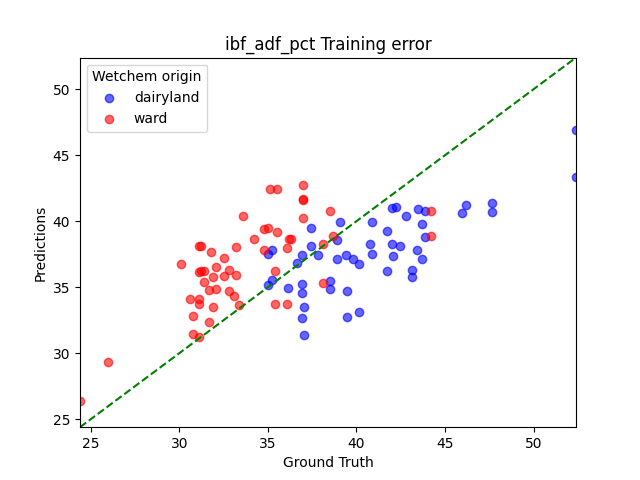 ibf_adf_pct Training error
Wetchem origin
dairyland
ward
Predictions
50
45
40
35
30
25
25 30 35 40 45 50
Ground Truth